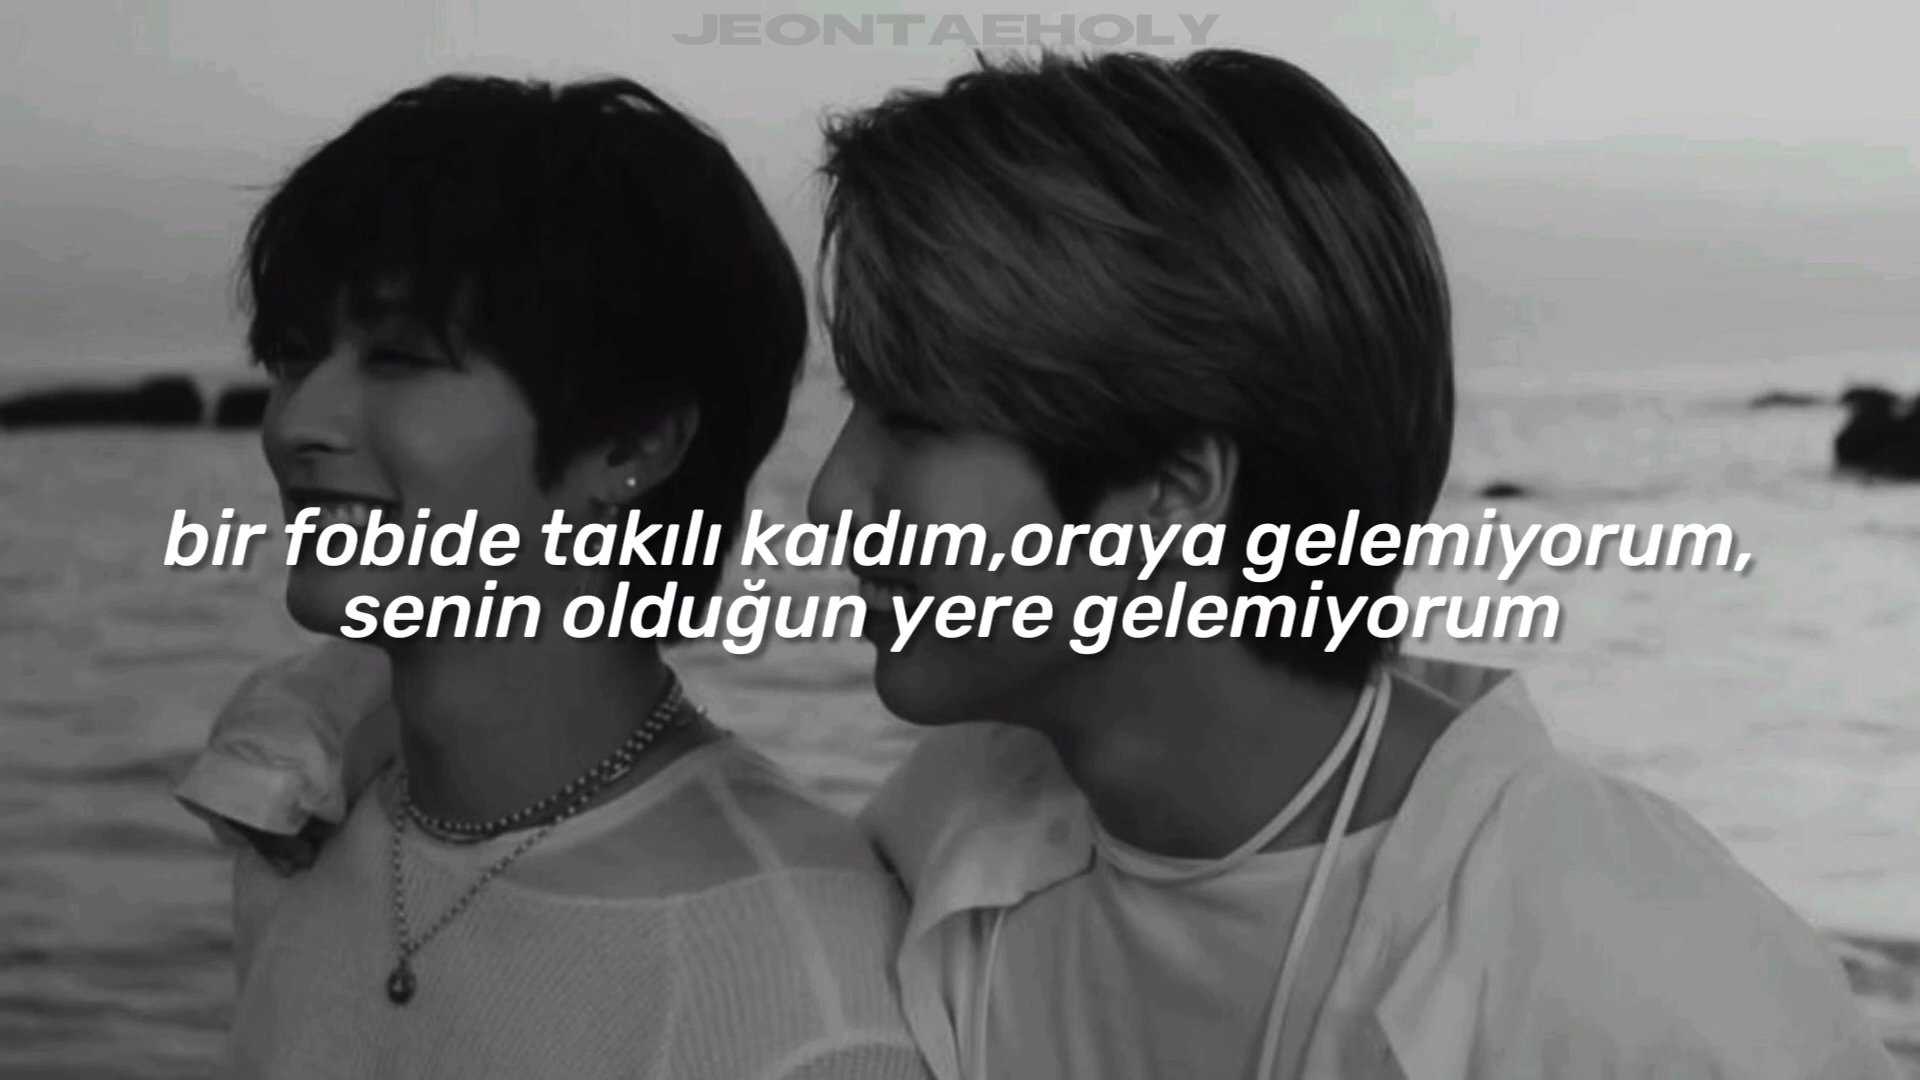 JEONTAEHOLY
bir fobide takılı kaldım,oraya gelemiyorum,
senin olduğun yere gelemiyorum